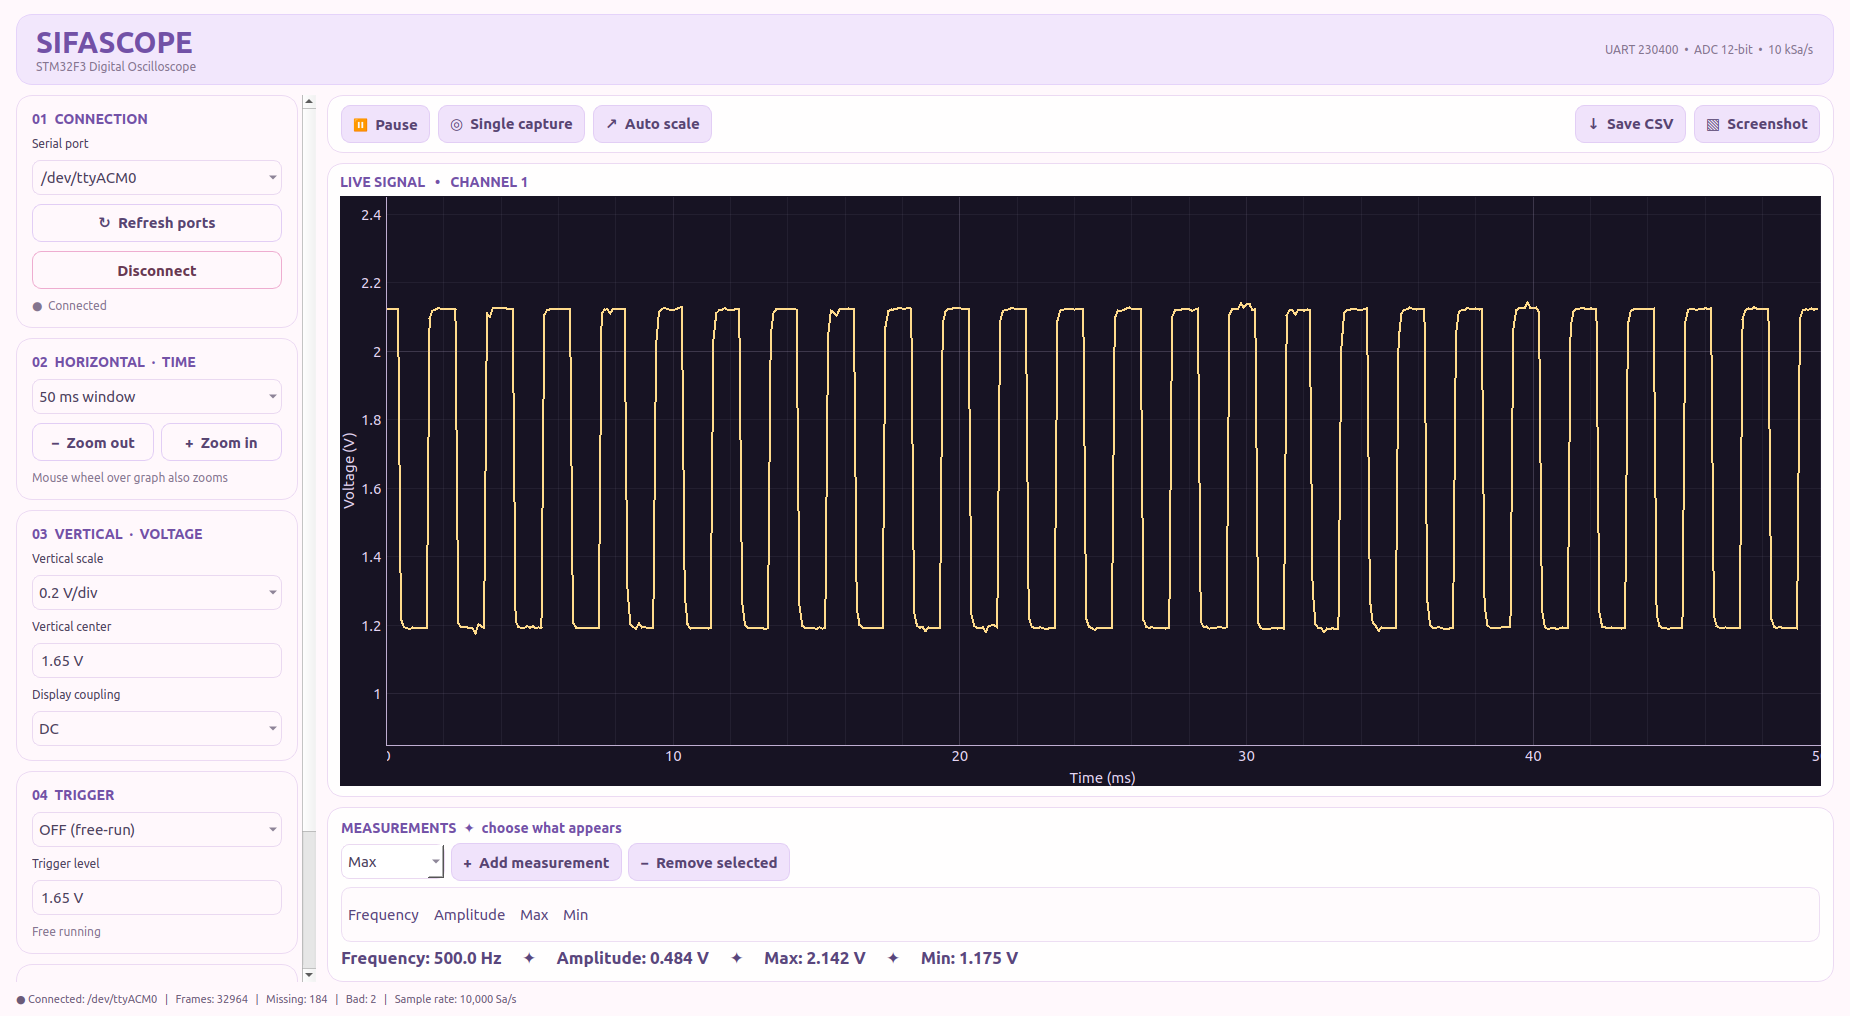 SIFASCOPE
STM32F3 Digital Oscilloscope
UART 230400 • ADC 12-bit • 10 kSa/s
01 CONNECTION
Serial port
/dev/ttyACM0
↻ Refresh ports
Disconnect
● Connected
02 HORIZONTAL · TIME
50 ms window
− Zoom out
+ Zoom in
Mouse wheel over graph also zooms
03 VERTICAL · VOLTAGE
Vertical scale
0.2 V/div
Vertical center
1.65 V
Display coupling
DC
04 TRIGGER
OFF (free-run)
Trigger level
1.65 V
Free running
⏸ Pause
◎ Single capture
↗ Auto scale
↓ Save CSV
▧ Screenshot
LIVE SIGNAL • CHANNEL 1
Voltage (V)
2.4
2.2
2
1.8
1.6
1.4
1.2
1
10
20
30
40
Time (ms)
MEASUREMENTS ✦ choose what appears
Max
+ Add measurement
− Remove selected
Frequency Amplitude Max Min
Frequency: 500.0 Hz ✦ Amplitude: 0.484 V ✦ Max: 2.142 V ✦ Min: 1.175 V
● Connected: /dev/ttyACM0 | Frames: 32964 | Missing: 184 | Bad: 2 | Sample rate: 10,000 Sa/s